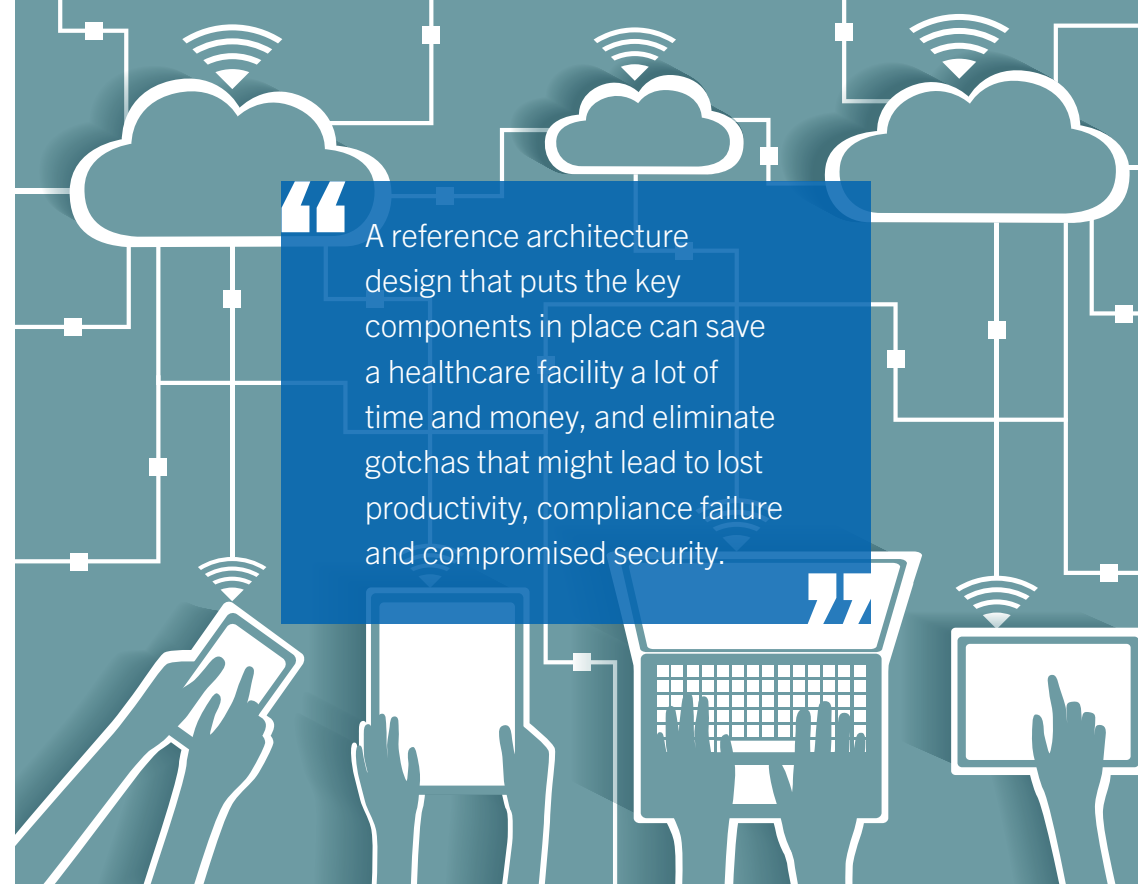 “
A reference architecture
design that puts the key
components in place can save
a healthcare facility a lot of
time and money, and eliminate
gotchas that might lead to lost
productivity, compliance failure
and compromised security.
”